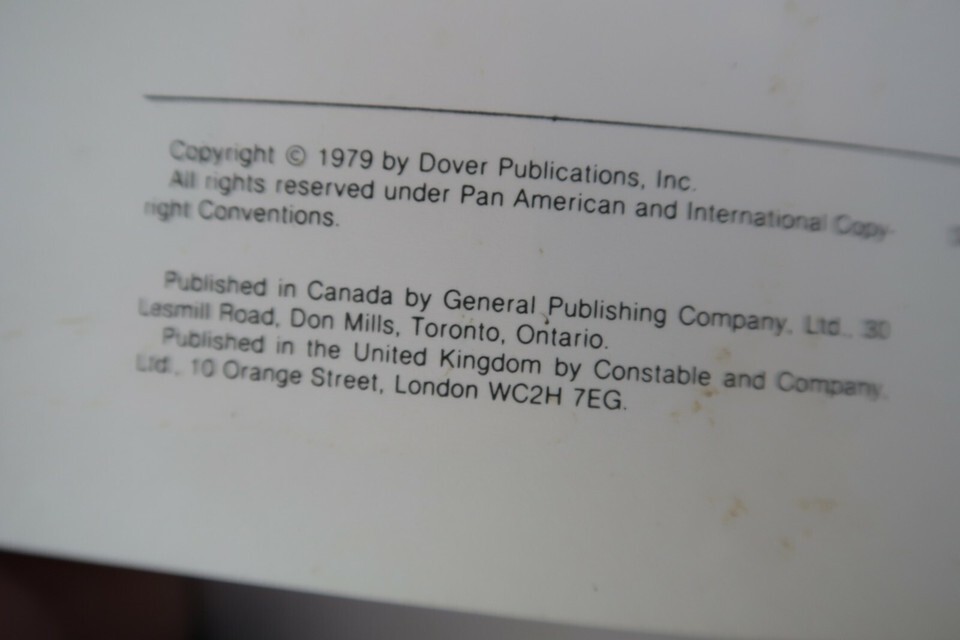 Copyright © 1979 by Dover Publications, Inc.
All rights reserved under Pan American and International Copy-
right Conventions.
Published in Canada by General Publishing Company, Ltd., 30
Lesmill Road, Don Mills, Toronto, Ontario.
Published in the United Kingdom by Constable and Company,
Ltd., 10 Orange Street, London WC2H 7EG.